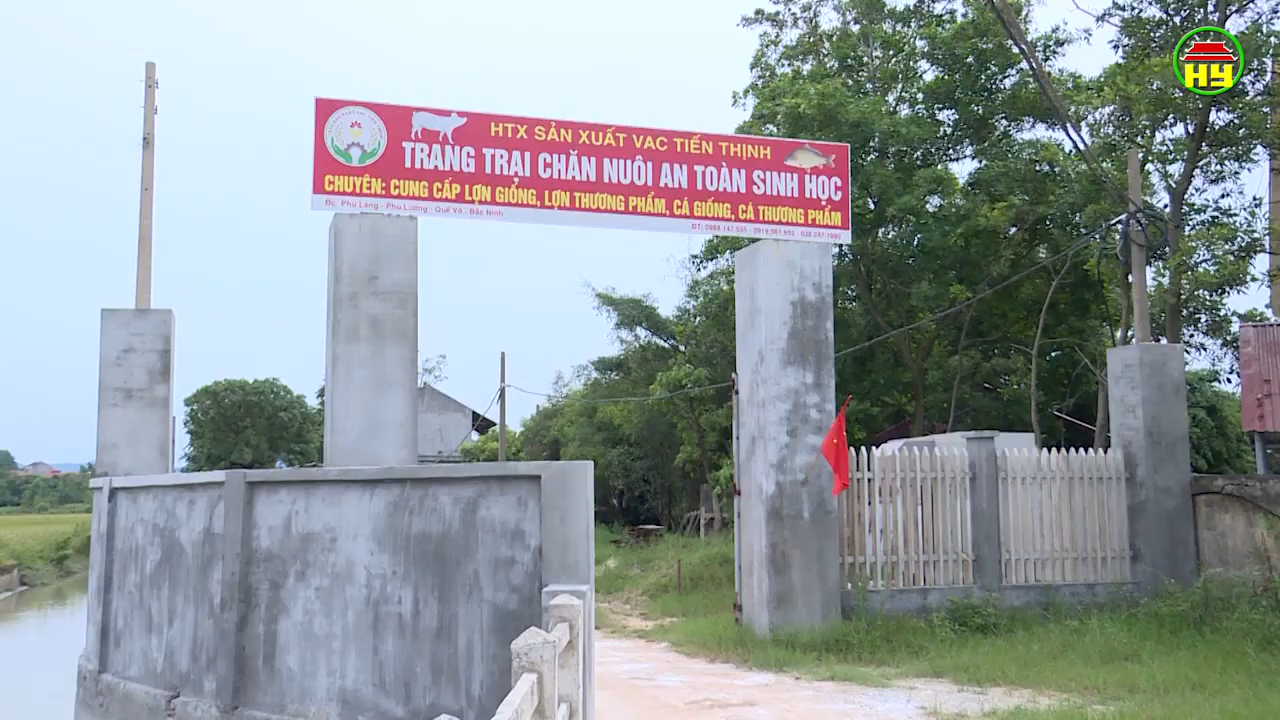 HY
HTX SẢN XUẤT VAC TIẾN THỊNH
TRANG TRẠI CHĂN NUÔI AN TOÀN SINH HỌC
CHUYÊN: CUNG CẤP LỢN GIỐNG, LỢN THƯƠNG PHẨM, CÁ GIỐNG, CÁ THƯƠNG PHẨM
Đc: Phù Lãng - Phù Lương - Quế Võ - Bắc Ninh